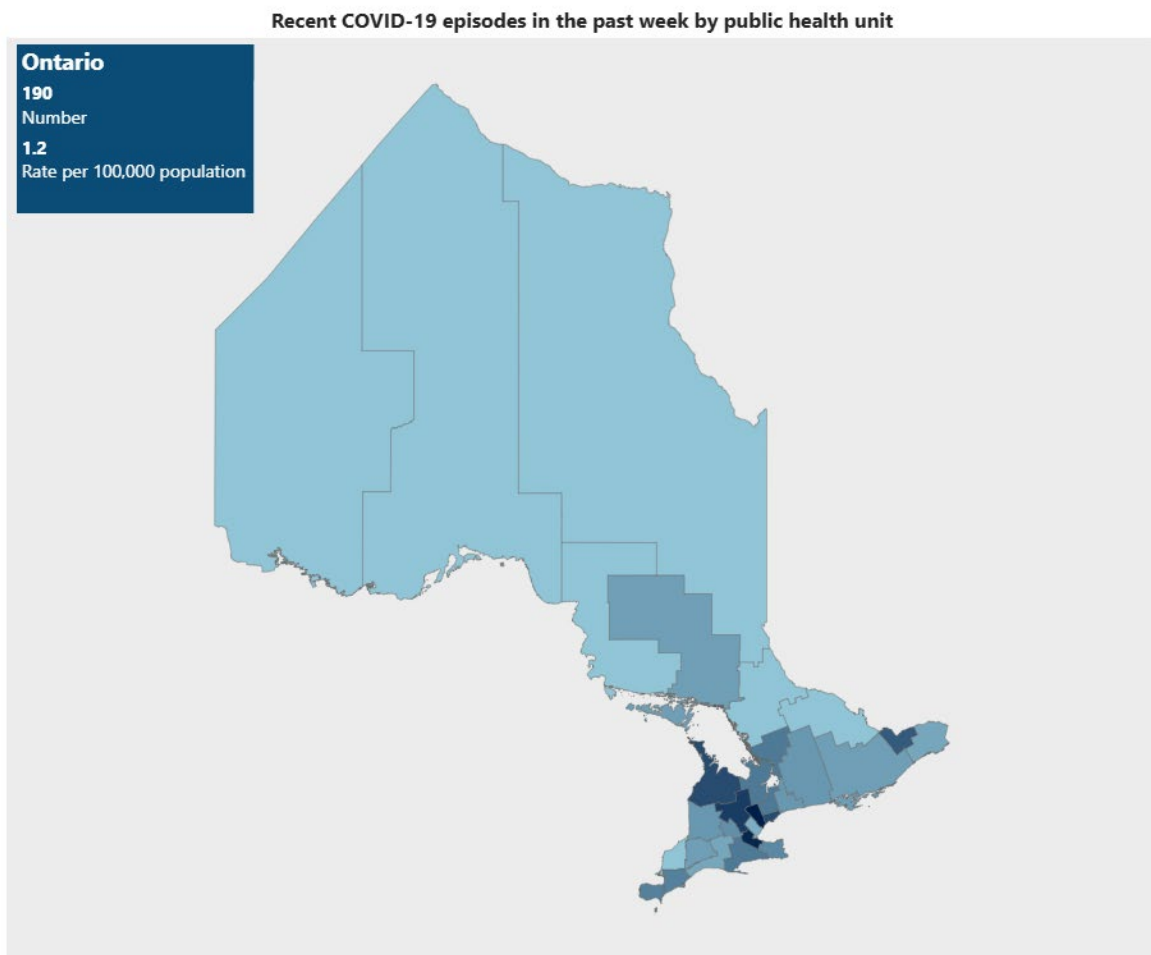 Recent COVID-19 episodes in the past week by public health unit
Ontario
190
Number
1.2
Rate per 100,000 population